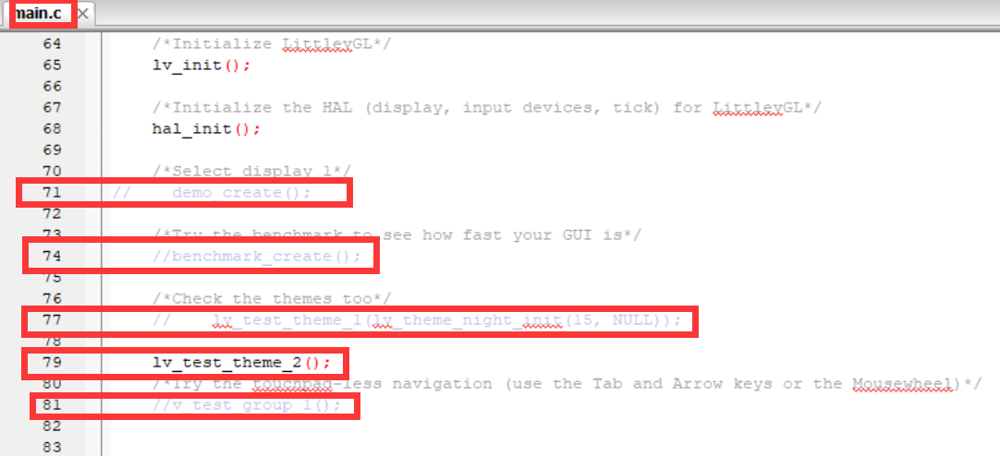 main.c
64 /*Initialize LittlevGL*/
65 lv_init();
66
67 /*Initialize the HAL (display, input devices, tick) for LittlevGL*/
68 hal_init();
69
70 /*Select display 1*/
71 // demo_create();
72
73 /*Try the benchmark to see how fast your GUI is*/
74 //benchmark_create();
75
76 /*Check the themes too*/
77 // lv_test_theme_1(lv_theme_night_init(15, NULL));
78
79 lv_test_theme_2();
80 /*Try the touchpad-less navigation (use the Tab and Arrow keys or the Mousewheel)*/
81 //v_test_group_1();
82
83